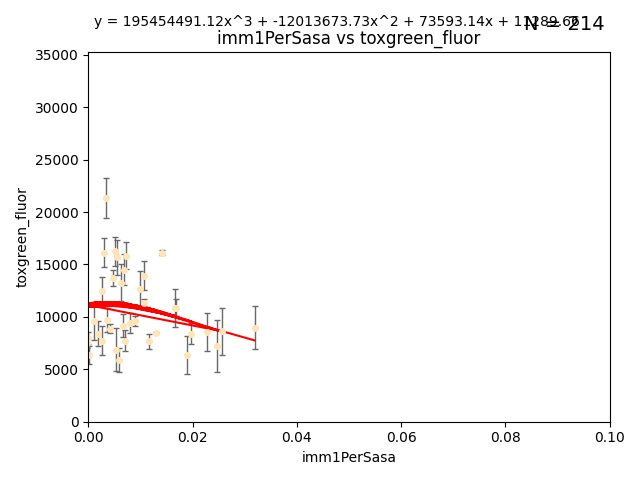 y = 195454491.12x^3 + -12013673.73x^2 + 73593.14x + 11289.66
N = 214
imm1PerSasa vs toxgreen_fluor
35000
30000
25000
20000
15000
10000
5000
0
toxgreen_fluor
0.00 0.02 0.04 0.06 0.08 0.10
imm1PerSasa